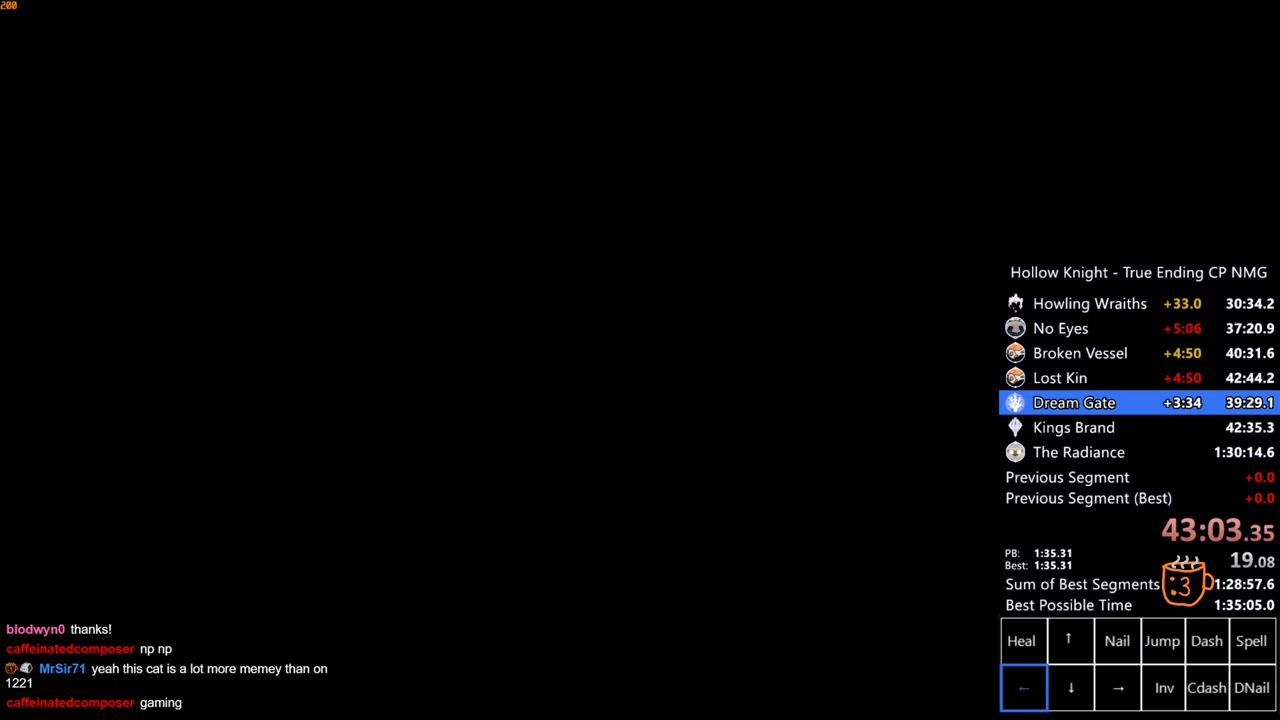 200
Hollow Knight - True Ending CP NMG
Howling Wraiths +33.0 30:34.2
No Eyes +5:06 37:20.9
Broken Vessel +4:50 40:31.6
Lost Kin +4:50 42:44.2
Dream Gate +3:34 39:29.1
Kings Brand 42:35.3
The Radiance 1:30:14.6
Previous Segment +0.0
Previous Segment (Best) +0.0
43:03.35
PB: 1:35.31
Best: 1:35.31
19.08
Sum of Best Segments 1:28:57.6
Best Possible Time 1:35:05.0
Heal ↑ Nail Jump Dash Spell
← ↓ → Inv Cdash DNail
blodwyn0 thanks!
caffeinatedcomposer np np
MrSir71 yeah this cat is a lot more memey than on
1221
caffeinatedcomposer gaming